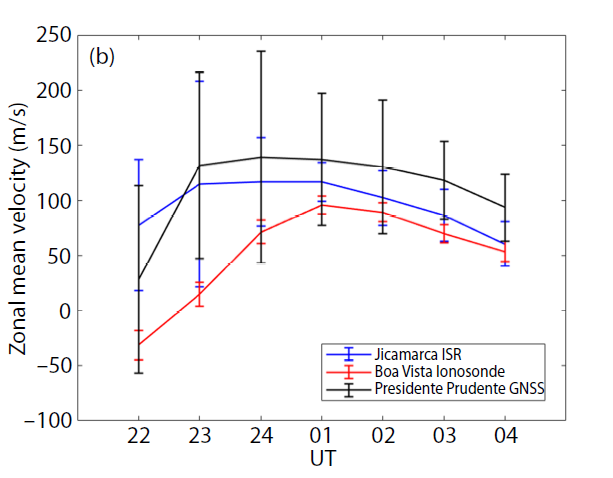 (b)
250
200
150
100
50
0
−50
−100
Zonal mean velocity (m/s)
22 23 24 01 02 03 04
UT
Jicamarca ISR
Boa Vista Ionosonde
Presidente Prudente GNSS